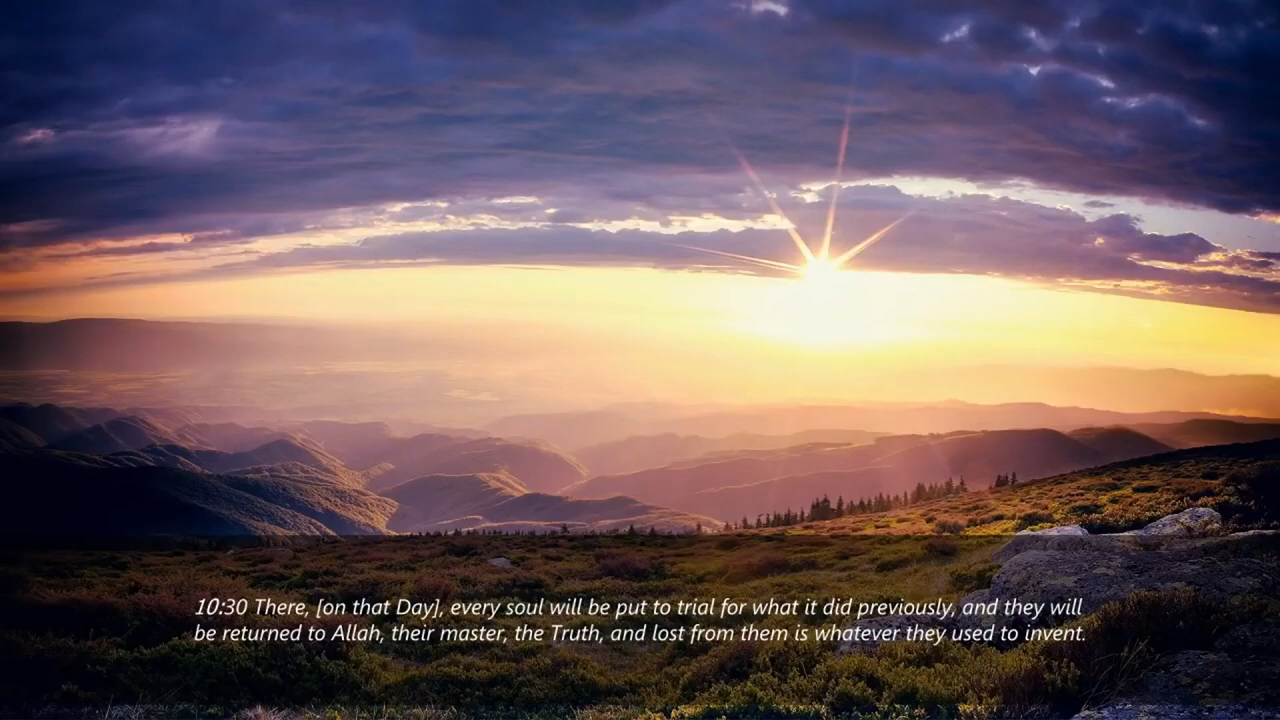 10:30 There, [on that Day], every soul will be put to trial for what it did previously, and they will
be returned to Allah, their master, the Truth, and lost from them is whatever they used to invent.